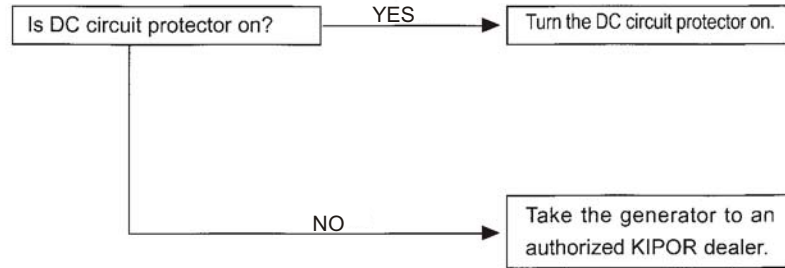 Is DC circuit protector on?
YES
Turn the DC circuit protector on.
NO
Take the generator to an
authorized KIPOR dealer.